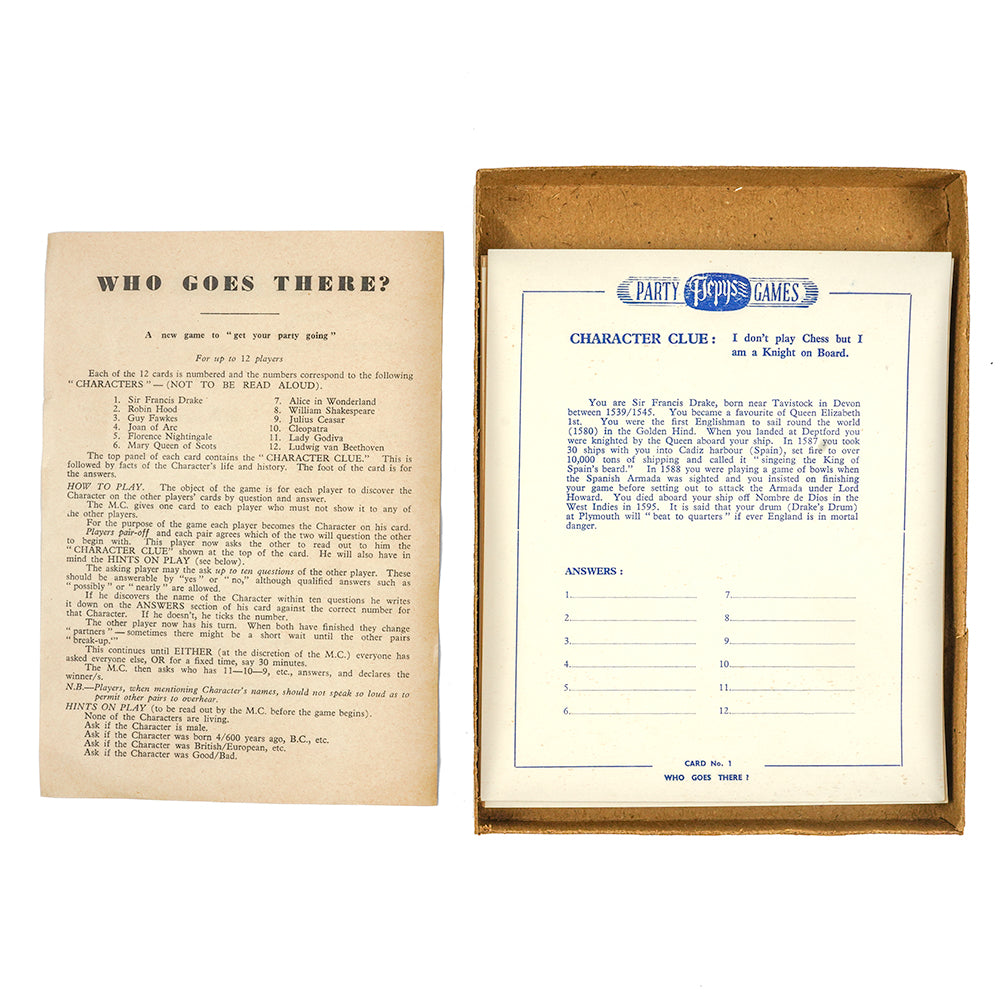 WHO GOES THERE?
A new game to "get your party going"
For up to 12 players
Each of the 12 cards is numbered and the numbers correspond to the following
"CHARACTERS" — (NOT TO BE READ ALOUD).
1. Sir Francis Drake
2. Robin Hood
3. Guy Fawkes
4. Joan of Arc
5. Florence Nightingale
6. Mary Queen of Scots
7. Alice in Wonderland
8. William Shakespeare
9. Julius Ceasar
10. Cleopatra
11. Lady Godiva
12. Ludwig van Beethoven
The top panel of each card contains the "CHARACTER CLUE." This is
followed by facts of the Character's life and history. The foot of the card is for
the answers.
HOW TO PLAY. The object of the game is for each player to discover the
Character on the other players' cards by question and answer.
The M.C. gives one card to each player who must not show it to any of
the other players.
For the purpose of the game each player becomes the Character on his card.
Players pair-off and each pair agrees which of the two will question the other
to begin with. This player now asks the other to read out to him the
"CHARACTER CLUE" shown at the top of the card. He will also have in
mind the HINTS ON PLAY (see below).
The asking player may the ask up to ten questions of the other player. These
should be answerable by "yes" or "no," although qualified answers such as
"possibly" or "nearly" are allowed.
If he discovers the name of the Character within ten questions he writes
it down on the ANSWERS section of his card against the correct number for
that Character. If he doesn't, he ticks the number.
The other player now has his turn. When both have finished they change
"partners" — sometimes there might be a short wait until the other pairs
"break-up."
This continues until EITHER (at the discretion of the M.C.) everyone has
asked everyone else, OR for a fixed time, say 30 minutes.
The M.C. then asks who has 11—10—9, etc., answers, and declares the
winner/s.
N.B.—Players, when mentioning Character's names, should not speak so loud as to
permit other pairs to overhear.
HINTS ON PLAY (to be read out by the M.C. before the game begins).
None of the Characters are living.
Ask if the Character is male.
Ask if the Character was born 4/600 years ago, B.C., etc.
Ask if the Character was British/European, etc.
Ask if the Character was Good/Bad.
PARTY Pepys GAMES
CHARACTER CLUE: I don't play Chess but I
am a Knight on Board.
You are Sir Francis Drake, born near Tavistock in Devon
between 1539/1545. You became a favourite of Queen Elizabeth
1st. You were the first Englishman to sail round the world
(1580) in the Golden Hind. When you landed at Deptford you
were knighted by the Queen aboard your ship. In 1587 you took
30 ships with you into Cadiz harbour (Spain), set fire to over
10,000 tons of shipping and called it "singeing the King of
Spain's beard." In 1588 you were playing a game of bowls when
the Spanish Armada was sighted and you insisted on finishing
your game before setting out to attack the Armada under Lord
Howard. You died aboard your ship off Nombre de Dios in the
West Indies in 1595. It is said that your drum (Drake's Drum)
at Plymouth will "beat to quarters" if ever England is in mortal
danger.
ANSWERS:
1.
2.
3.
4.
5.
6.
7.
8.
9.
10.
11.
12.
CARD No. 1
WHO GOES THERE ?